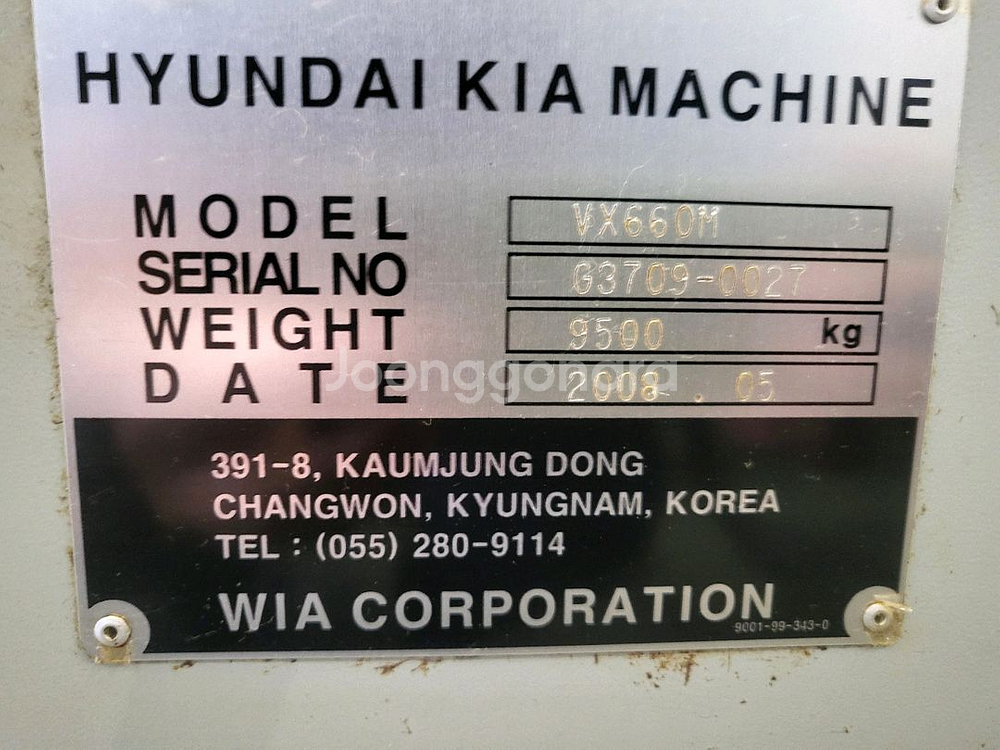 HYUNDAI KIA MACHINE
MODEL VX660M
SERIAL NO G3709-0027
WEIGHT 9500 kg
DATE 2008 . 05
Joonggonara
391-8, KAUMJUNG DONG
CHANGWON, KYUNGNAM, KOREA
TEL : (055) 280-9114
WIA CORPORATION
9001-99-343-0